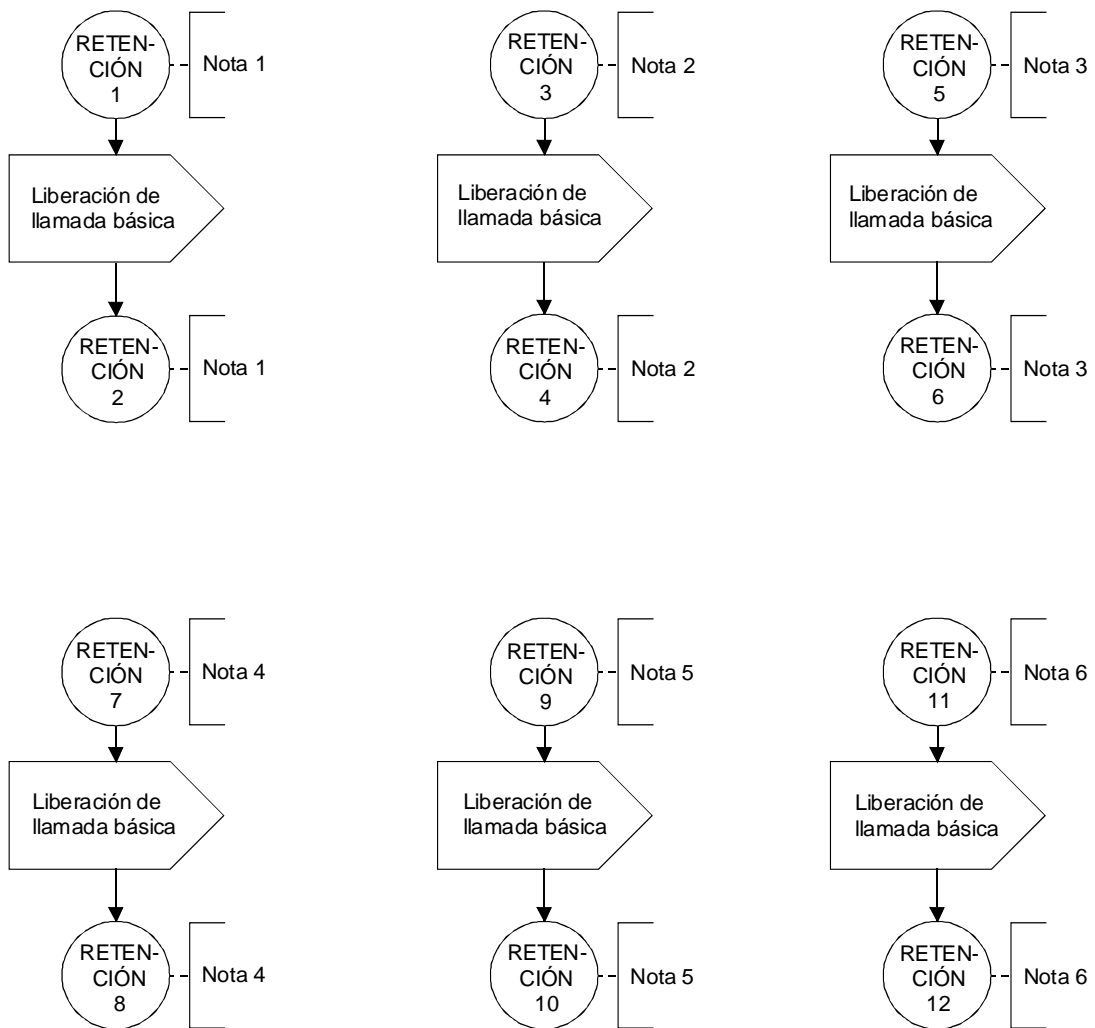 RETEN-
CIÓN
1
Nota 1
Liberación de
llamada básica
RETEN-
CIÓN
2
Nota 1
RETEN-
CIÓN
3
Nota 2
Liberación de
llamada básica
RETEN-
CIÓN
4
Nota 2
RETEN-
CIÓN
5
Nota 3
Liberación de
llamada básica
RETEN-
CIÓN
6
Nota 3
RETEN-
CIÓN
7
Nota 4
Liberación de
llamada básica
RETEN-
CIÓN
8
Nota 4
RETEN-
CIÓN
9
Nota 5
Liberación de
llamada básica
RETEN-
CIÓN
10
Nota 5
RETEN-
CIÓN
11
Nota 6
Liberación de
llamada básica
RETEN-
CIÓN
12
Nota 6